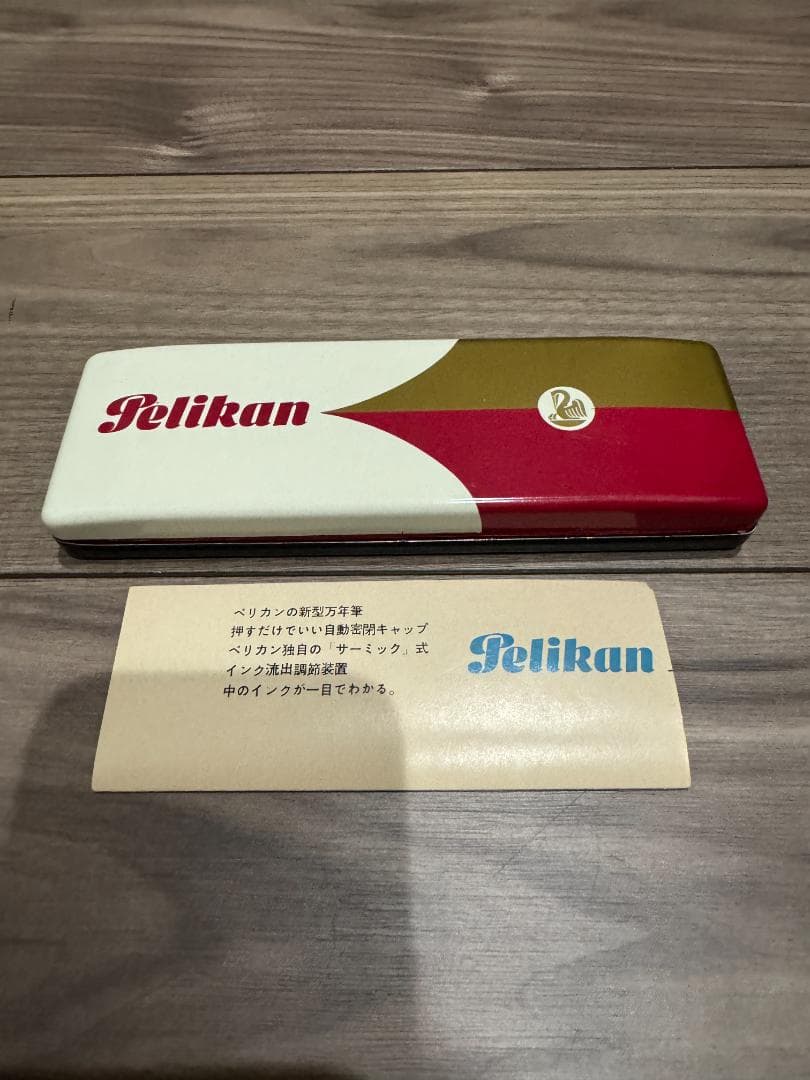 Pelikan
ペリカンの新型万年筆
押すだけでいい自動密閉キャップ
ペリカン独自の「サーミック」式
インク流出調節装置
中のインクが一目でわかる。
Pelikan